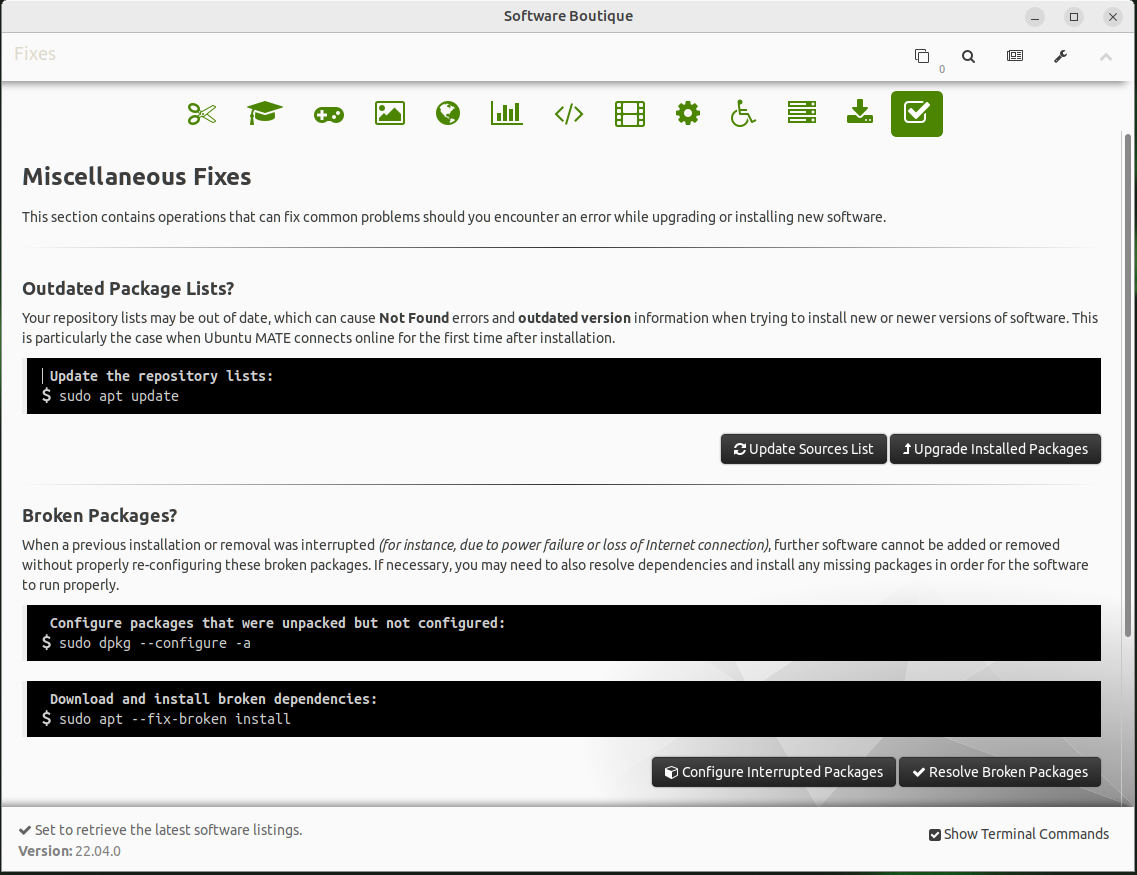 Software Boutique
Fixes
0
Miscellaneous Fixes
This section contains operations that can fix common problems should you encounter an error while upgrading or installing new software.
Outdated Package Lists?
Your repository lists may be out of date, which can cause Not Found errors and outdated version information when trying to install new or newer versions of software. This
is particularly the case when Ubuntu MATE connects online for the first time after installation.
Update the repository lists:
$ sudo apt update
Update Sources List Upgrade Installed Packages
Broken Packages?
When a previous installation or removal was interrupted (for instance, due to power failure or loss of Internet connection), further software cannot be added or removed
without properly re-configuring these broken packages. If necessary, you may need to also resolve dependencies and install any missing packages in order for the software
to run properly.
Configure packages that were unpacked but not configured:
$ sudo dpkg --configure -a
Download and install broken dependencies:
$ sudo apt --fix-broken install
Configure Interrupted Packages Resolve Broken Packages
Set to retrieve the latest software listings.
Show Terminal Commands
Version: 22.04.0